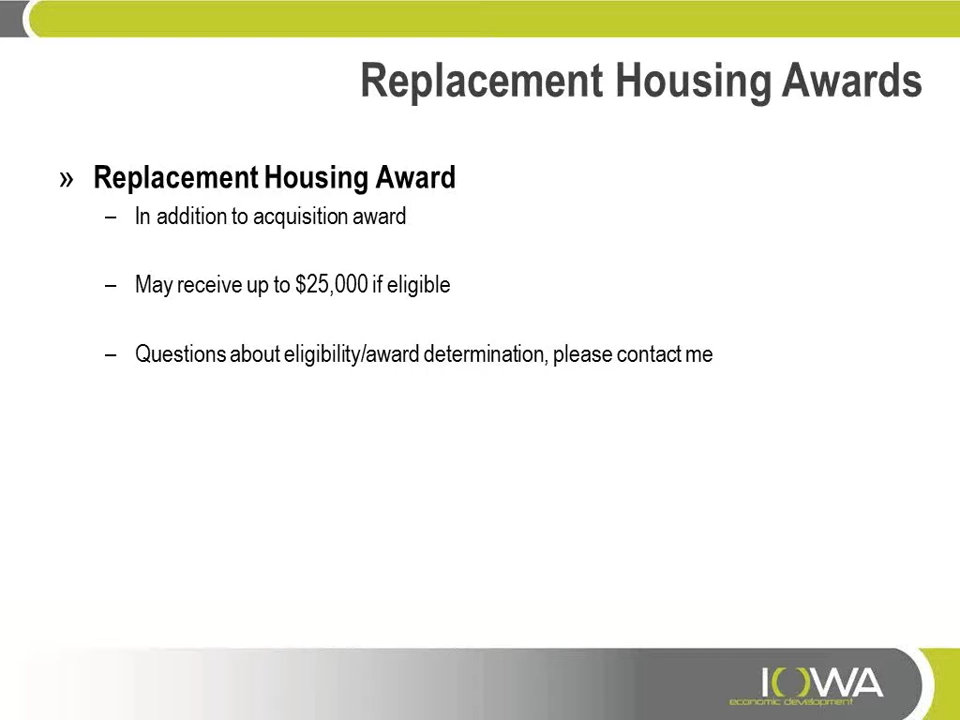 Replacement Housing Awards
» Replacement Housing Award
– In addition to acquisition award
– May receive up to $25,000 if eligible
– Questions about eligibility/award determination, please contact me
IOWA
economic development